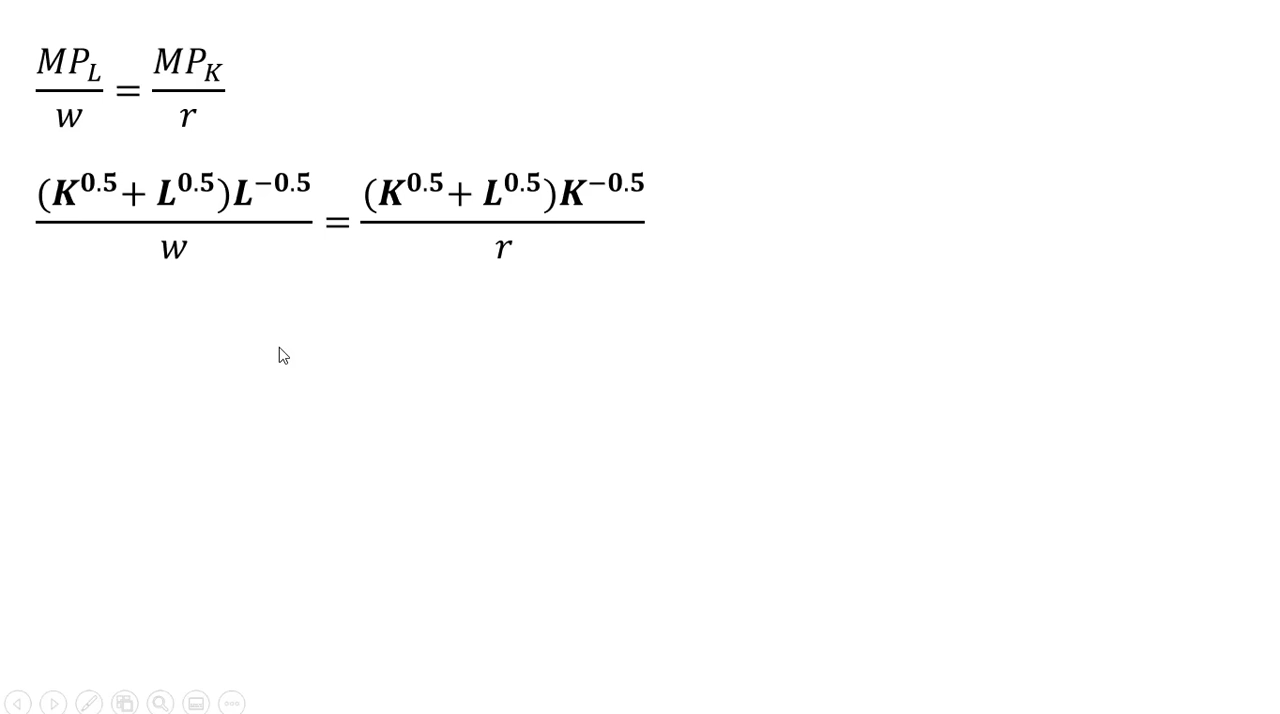 MP_L / w = MP_K / r
(K^0.5 + L^0.5)L^−0.5 / w = (K^0.5 + L^0.5)K^−0.5 / r